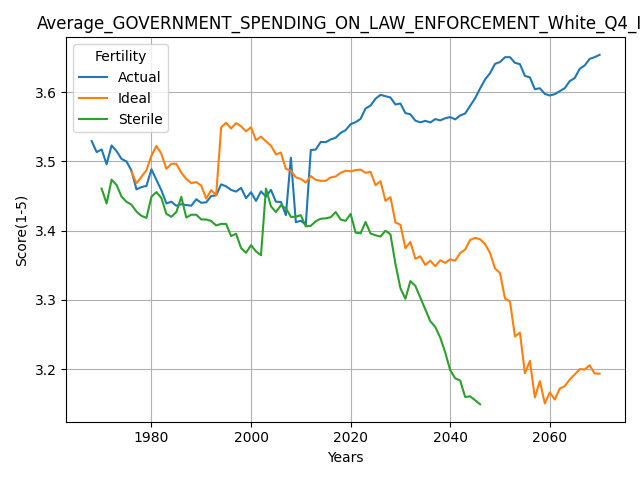 Average_GOVERNMENT_SPENDING_ON_LAW_ENFORCEMENT_White_Q4_I
Fertility
Actual
Ideal
Sterile
3.6
3.5
3.4
3.3
3.2
Score(1-5)
1980 2000 2020 2040 2060
Years